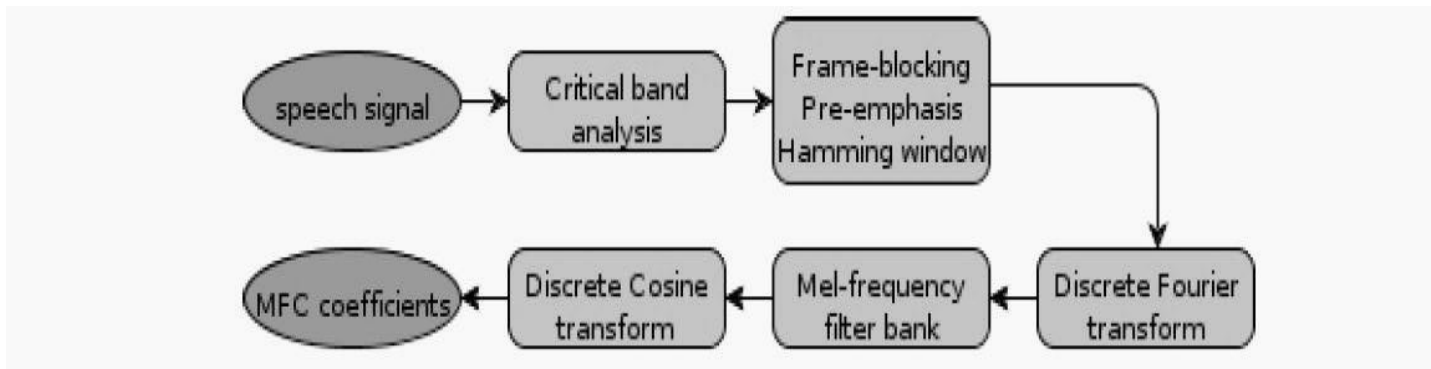 speech signal
Critical band
analysis
Frame-blocking
Pre-emphasis
Hamming window
Discrete Fourier
transform
Mel-frequency
filter bank
Discrete Cosine
transform
MFC coefficients